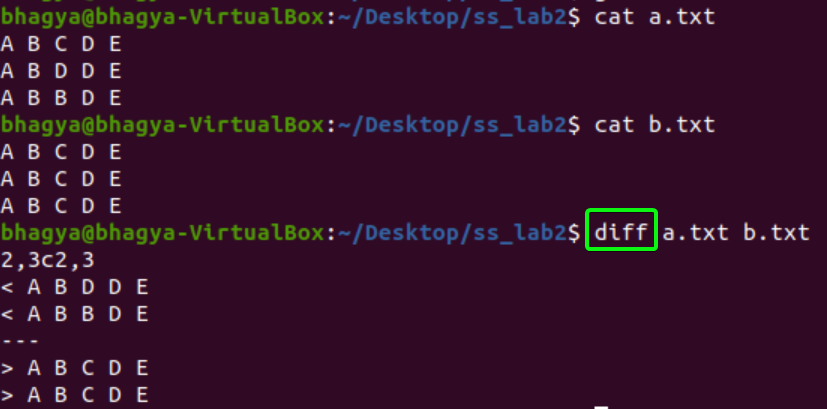 bhagya@bhagya-VirtualBox:~/Desktop/ss_lab2$ cat a.txt
A B C D E
A B D D E
A B B D E
bhagya@bhagya-VirtualBox:~/Desktop/ss_lab2$ cat b.txt
A B C D E
A B C D E
A B C D E
bhagya@bhagya-VirtualBox:~/Desktop/ss_lab2$ diff a.txt b.txt
2,3c2,3
< A B D D E
< A B B D E
---
> A B C D E
> A B C D E